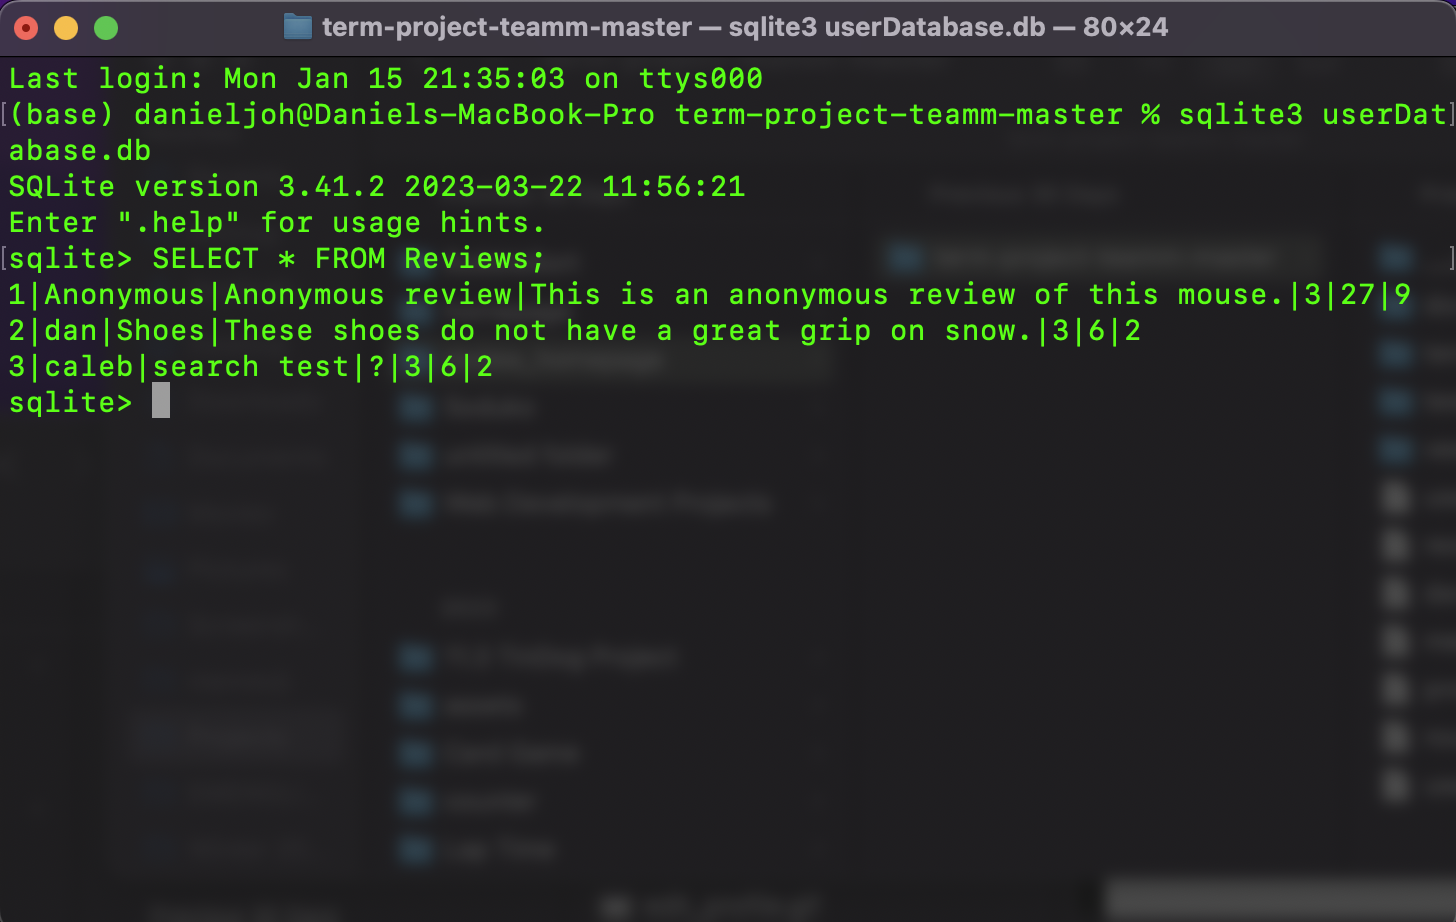 term-project-teamm-master — sqlite3 userDatabase.db — 80×24
Last login: Mon Jan 15 21:35:03 on ttys000
[(base) danieljoh@Daniels-MacBook-Pro term-project-teamm-master % sqlite3 userDat]
abase.db
SQLite version 3.41.2 2023-03-22 11:56:21
Enter ".help" for usage hints.
[sqlite> SELECT * FROM Reviews; ]
1|Anonymous|Anonymous review|This is an anonymous review of this mouse.|3|27|9
2|dan|Shoes|These shoes do not have a great grip on snow.|3|6|2
3|caleb|search test|?|3|6|2
sqlite>